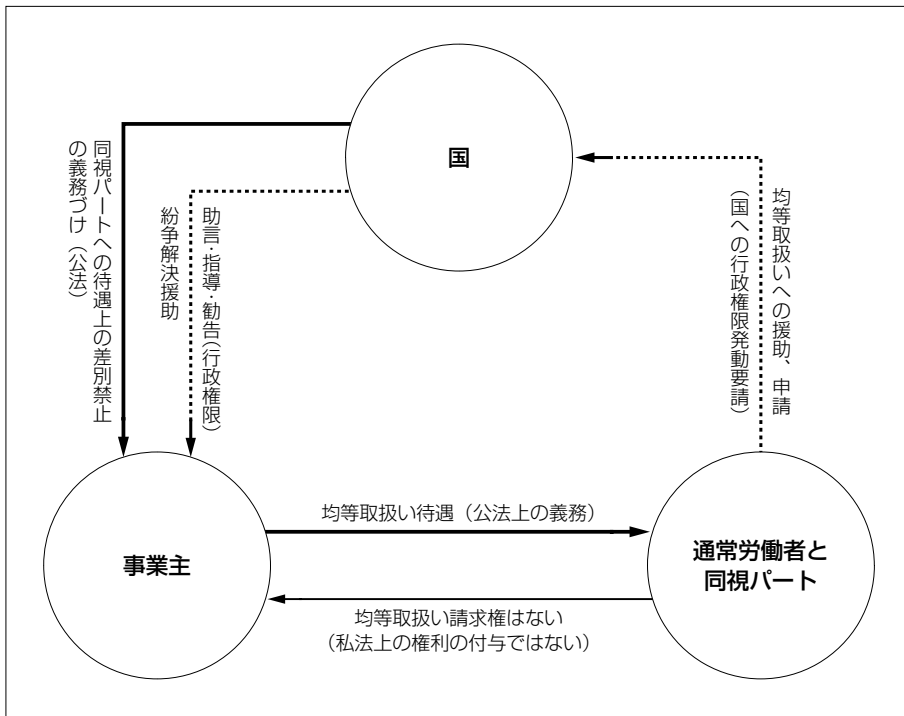 国
同視パートへの待遇上の差別禁止
の義務づけ（公法）
助言・指導・勧告（行政権限）
紛争解決援助
均等取扱いへの援助、申請
（国への行政権限発動要請）
事業主
均等取扱い待遇（公法上の義務）
通常労働者と
同視パート
均等取扱い請求権はない
（私法上の権利の付与ではない）